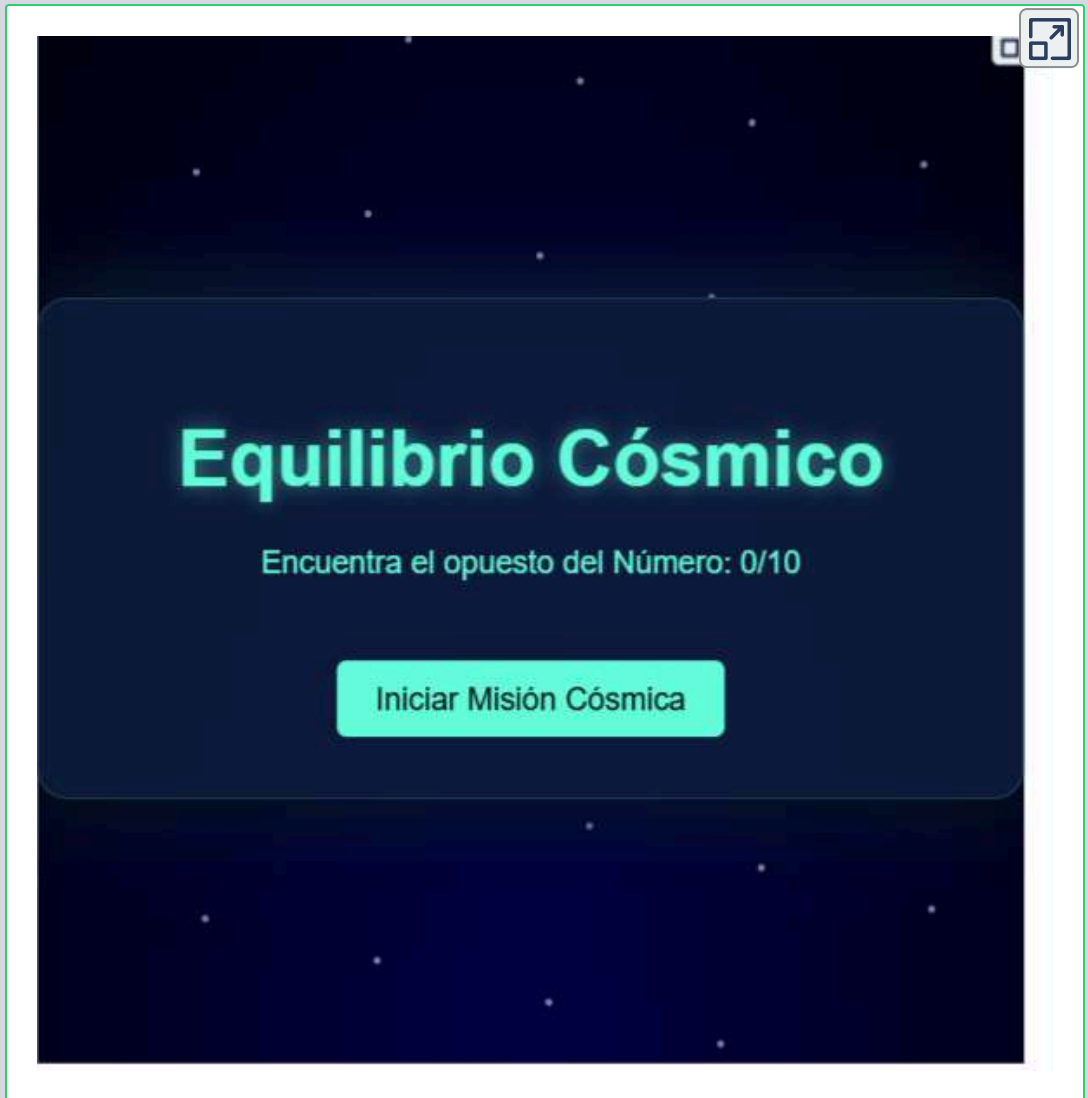 Equilibrio Cósmico
Encuentra el opuesto del Número: 0/10
Iniciar Misión Cósmica